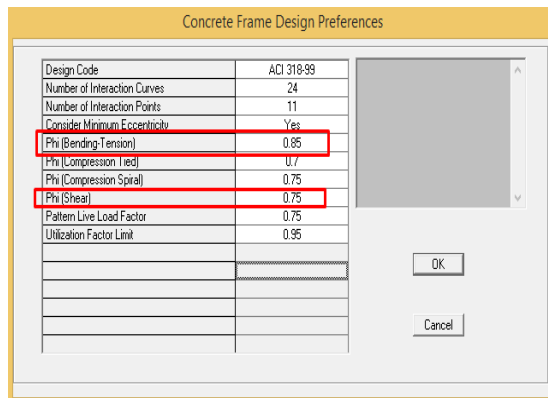 Concrete Frame Design Preferences
Design Code ACI 318-99
Number of Interaction Curves 24
Number of Interaction Points 11
Consider Minimum Eccentricity Yes
Phi (Bending-Tension) 0.85
Phi (Compression Tied) 0.7
Phi (Compression Spiral) 0.75
Phi (Shear) 0.75
Pattern Live Load Factor 0.75
Utilization Factor Limit 0.95
OK
Cancel